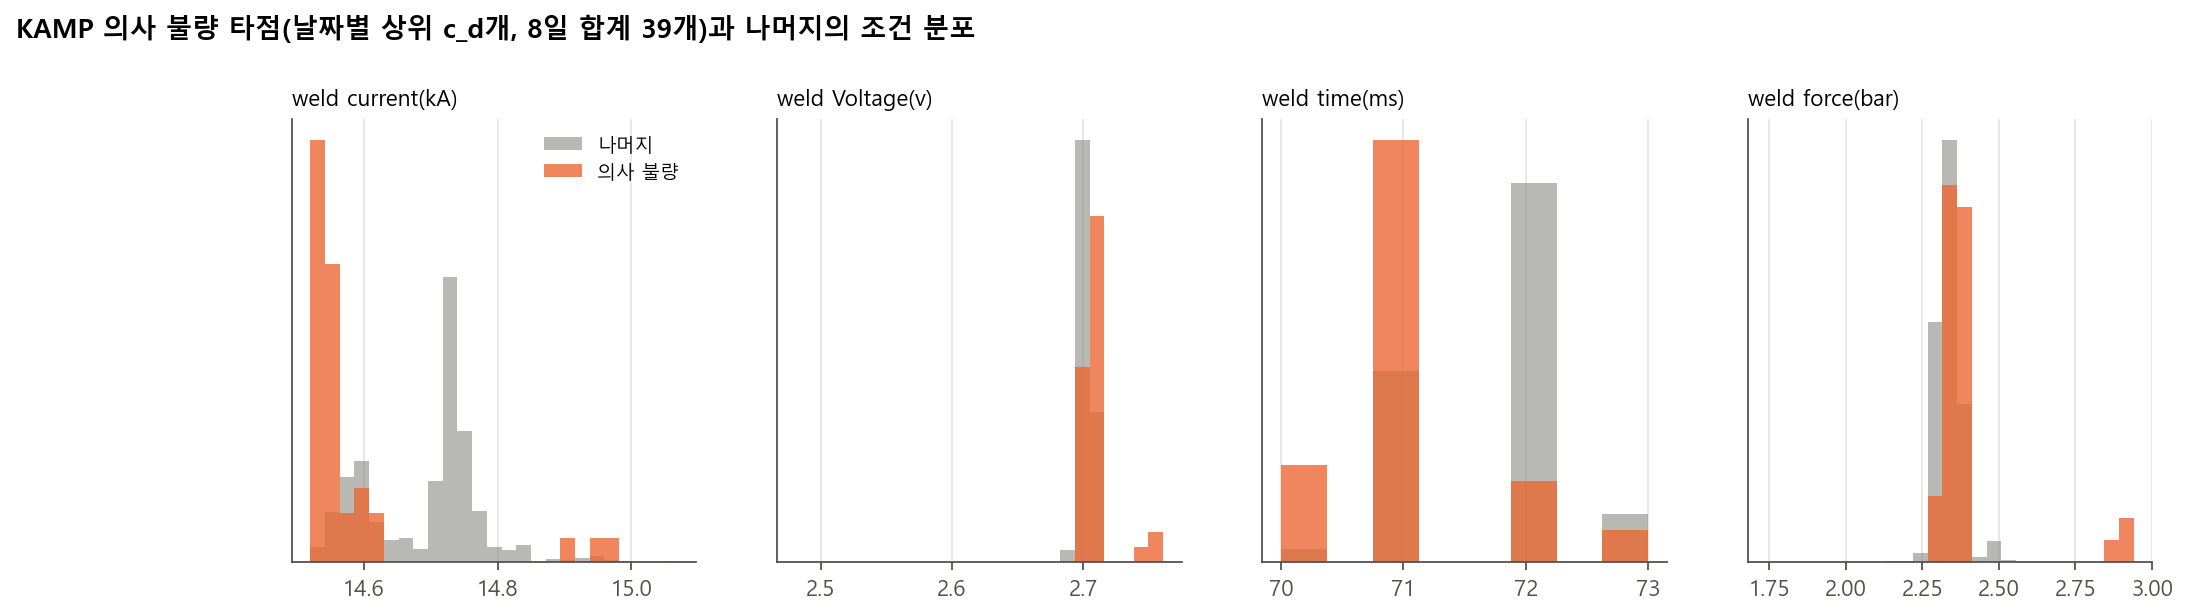 KAMP 의사 불량 타점(날짜별 상위 c_d개, 8일 합계 39개)과 나머지의 조건 분포
weld current(kA)
나머지
의사 불량
14.6 14.8 15.0
weld Voltage(v)
2.5 2.6 2.7
weld time(ms)
70 71 72 73
weld force(bar)
1.75 2.00 2.25 2.50 2.75 3.00